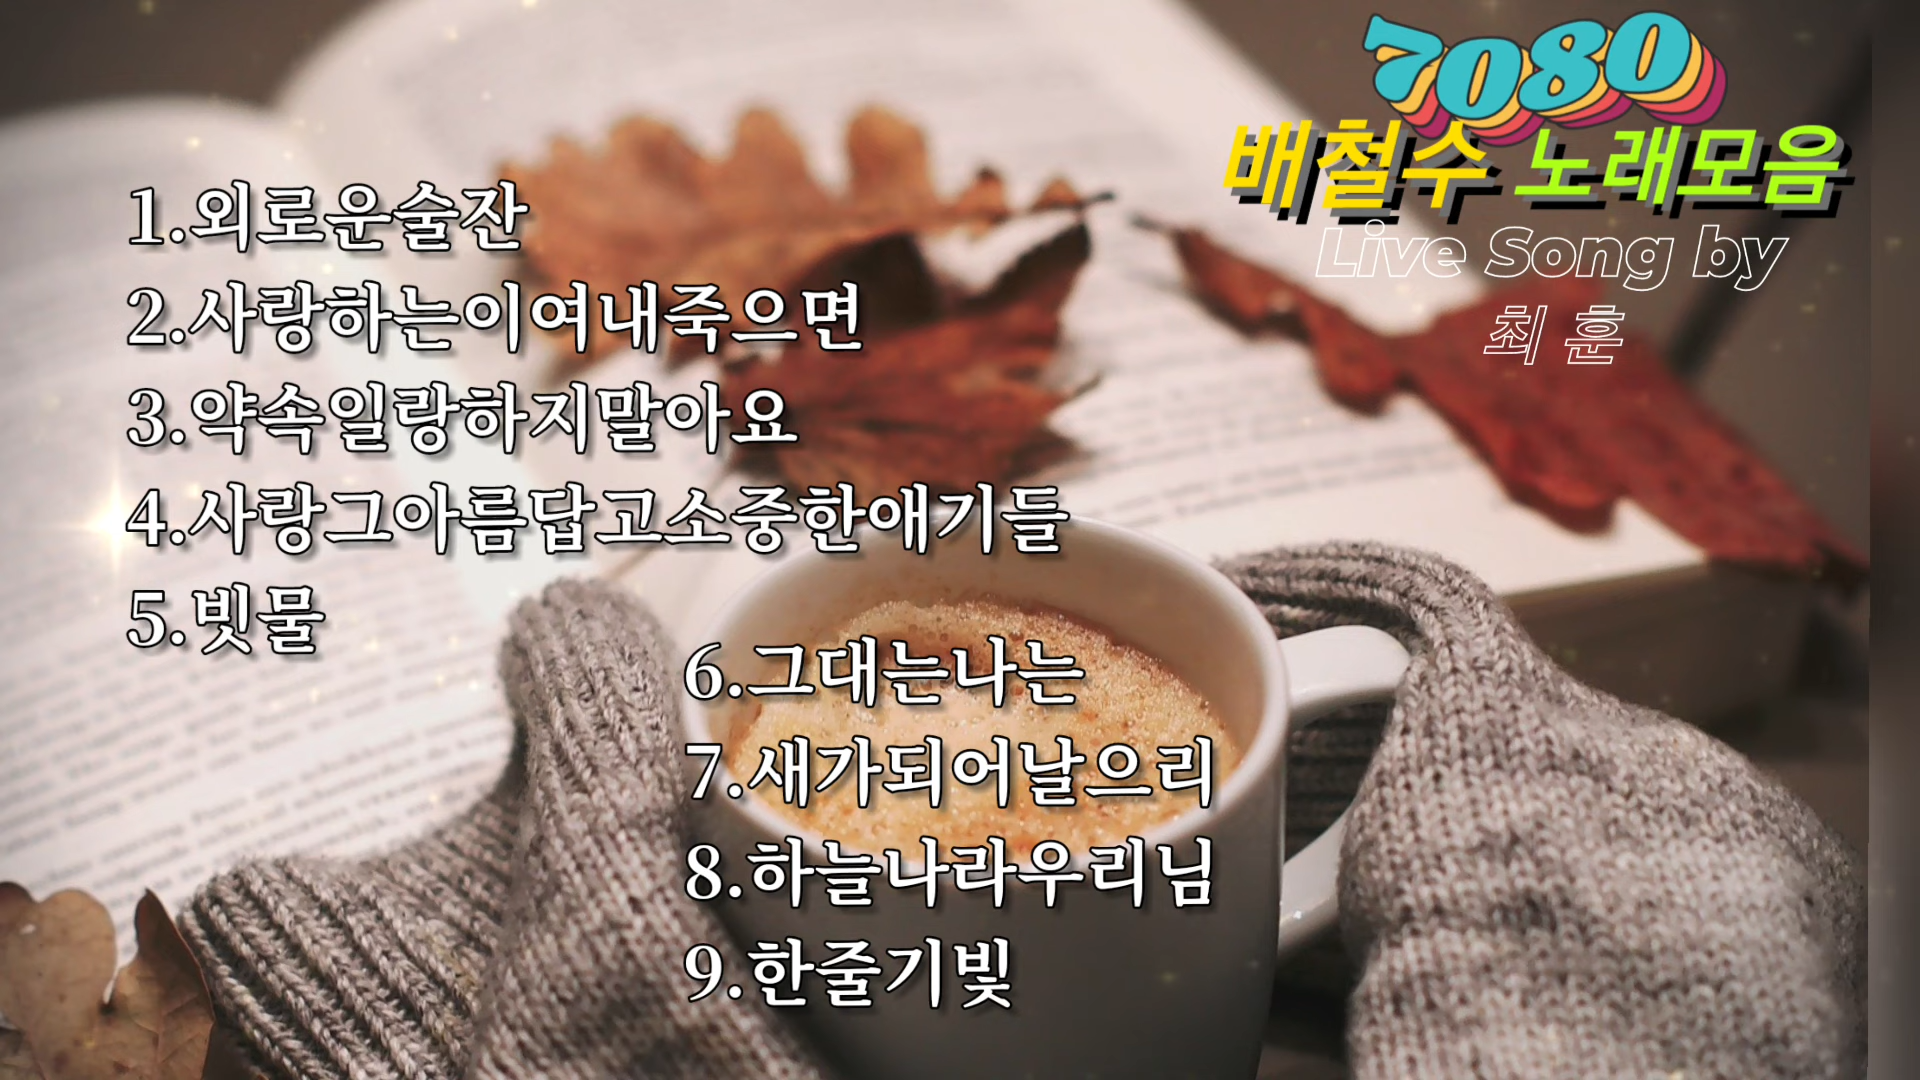 7080
배철수 노래모음
Live Song by
최 훈
1.외로운술잔
2.사랑하는이여내죽으면
3.약속일랑하지말아요
4.사랑그아름답고소중한얘기들
5.빗물
6.그대는나는
7.새가되어날으리
8.하늘나라우리님
9.한줄기빛